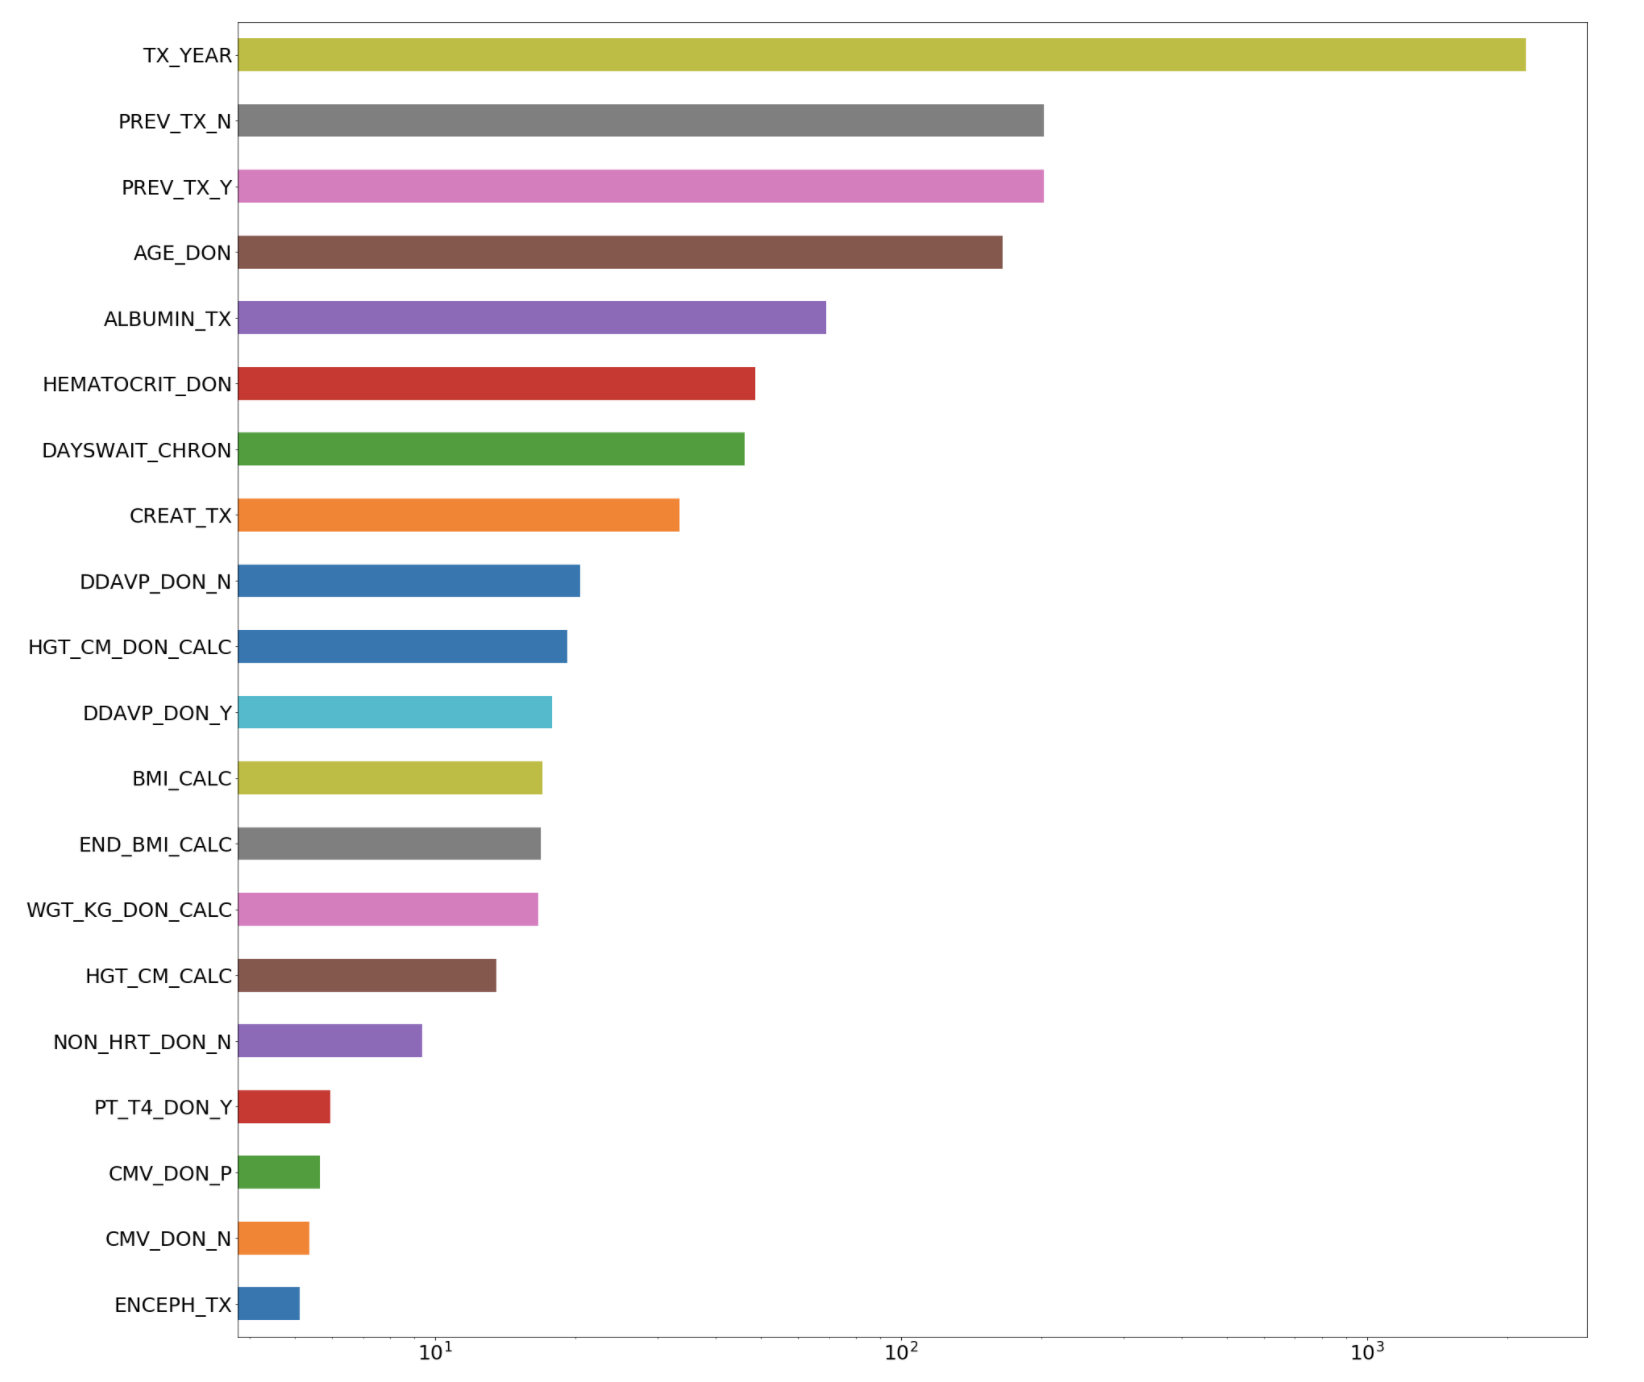 TX_YEAR
PREV_TX_N
PREV_TX_Y
AGE_DON
ALBUMIN_TX
HEMATOCRIT_DON
DAYSWAIT_CHRON
CREAT_TX
DDAVP_DON_N
HGT_CM_DON_CALC
DDAVP_DON_Y
BMI_CALC
END_BMI_CALC
WGT_KG_DON_CALC
HGT_CM_CALC
NON_HRT_DON_N
PT_T4_DON_Y
CMV_DON_P
CMV_DON_N
ENCEPH_TX
10¹ 10² 10³